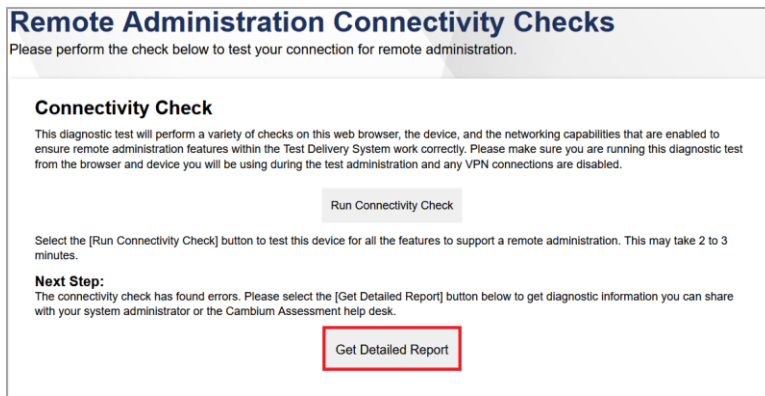 Remote Administration Connectivity Checks
Please perform the check below to test your connection for remote administration.
Connectivity Check
This diagnostic test will perform a variety of checks on this web browser, the device, and the networking capabilities that are enabled to
ensure remote administration features within the Test Delivery System work correctly. Please make sure you are running this diagnostic test
from the browser and device you will be using during the test administration and any VPN connections are disabled.
Run Connectivity Check
Select the [Run Connectivity Check] button to test this device for all the features to support a remote administration. This may take 2 to 3
minutes.
Next Step:
The connectivity check has found errors. Please select the [Get Detailed Report] button below to get diagnostic information you can share
with your system administrator or the Cambium Assessment help desk.
Get Detailed Report